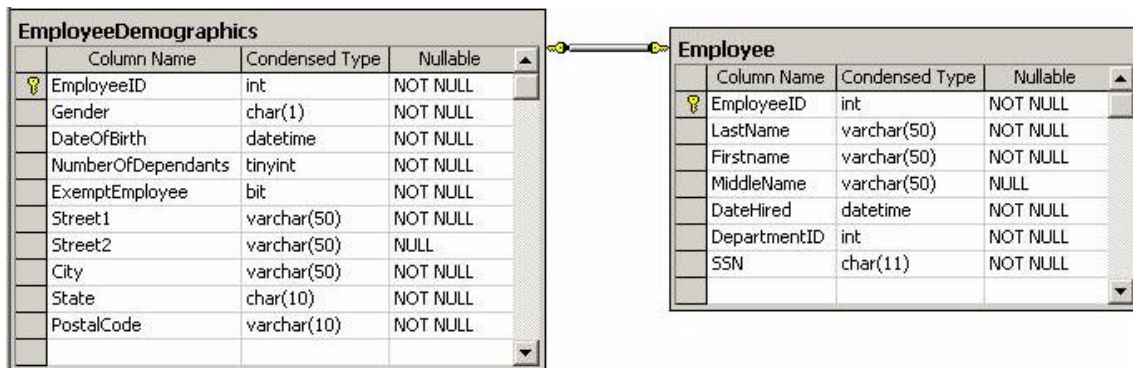 EmployeeDemographics
Column Name Condensed Type Nullable
EmployeeID int NOT NULL
Gender char(1) NOT NULL
DateOfBirth datetime NOT NULL
NumberOfDependants tinyint NOT NULL
ExemptEmployee bit NOT NULL
Street1 varchar(50) NOT NULL
Street2 varchar(50) NULL
City varchar(50) NOT NULL
State char(10) NOT NULL
PostalCode varchar(10) NOT NULL
Employee
Column Name Condensed Type Nullable
EmployeeID int NOT NULL
LastName varchar(50) NOT NULL
Firstname varchar(50) NOT NULL
MiddleName varchar(50) NULL
DateHired datetime NOT NULL
DepartmentID int NOT NULL
SSN char(11) NOT NULL